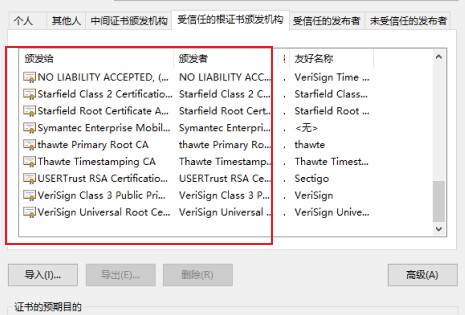 个人 其他人 中间证书颁发机构 受信任的根证书颁发机构 受信任的发布者 未受信任的发布者
颁发给 颁发者 友好名称
NO LIABILITY ACCEPTED, (... NO LIABILITY ACC... . VeriSign Time ...
Starfield Class 2 Certificatio... Starfield Class 2 C... . Starfield Class...
Starfield Root Certificate A... Starfield Root Cert... . Starfield Root ...
Symantec Enterprise Mobil... Symantec Enterpri... . <无>
thawte Primary Root CA thawte Primary Ro... . thawte
Thawte Timestamping CA Thawte Timestamp... . Thawte Timest...
USERTrust RSA Certificatio... USERTrust RSA Ce... . Sectigo
VeriSign Class 3 Public Pri... VeriSign Class 3 P... . VeriSign
VeriSign Universal Root Ce... VeriSign Universal ... . VeriSign Unive...
导入(I)... 导出(E)... 删除(R) 高级(A)
证书的预期目的